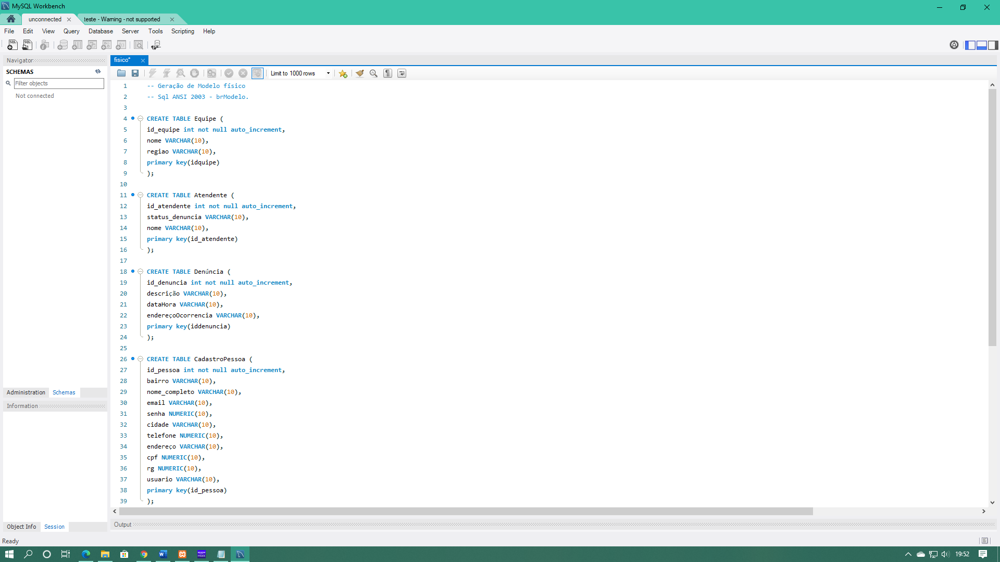 MySQL Workbench
unconnected
teste - Warning - not supported
File Edit View Query Database Server Tools Scripting Help
Navigator
SCHEMAS
Filter objects
Not connected
Administration Schemas
Information
Object Info Session
Ready
fisico*
Limit to 1000 rows
1 -- Geração de Modelo físico
2 -- Sql ANSI 2003 - brModelo.
3
4 CREATE TABLE Equipe (
5 id_equipe int not null auto_increment,
6 nome VARCHAR(10),
7 regiao VARCHAR(10),
8 primary key(idquipe)
9 );
10
11 CREATE TABLE Atendente (
12 id_atendente int not null auto_increment,
13 status_denuncia VARCHAR(10),
14 nome VARCHAR(10),
15 primary key(id_atendente)
16 );
17
18 CREATE TABLE Denúncia (
19 id_denuncia int not null auto_increment,
20 descrição VARCHAR(10),
21 dataHora VARCHAR(10),
22 endereçoOcorrencia VARCHAR(10),
23 primary key(iddenuncia)
24 );
25
26 CREATE TABLE CadastroPessoa (
27 id_pessoa int not null auto_increment,
28 bairro VARCHAR(10),
29 nome_completo VARCHAR(10),
30 email VARCHAR(10),
31 senha NUMERIC(10),
32 cidade VARCHAR(10),
33 telefone NUMERIC(10),
34 endereço VARCHAR(10),
35 cpf NUMERIC(10),
36 rg NUMERIC(10),
37 usuario VARCHAR(10),
38 primary key(id_pessoa)
39 );
Output
19:52